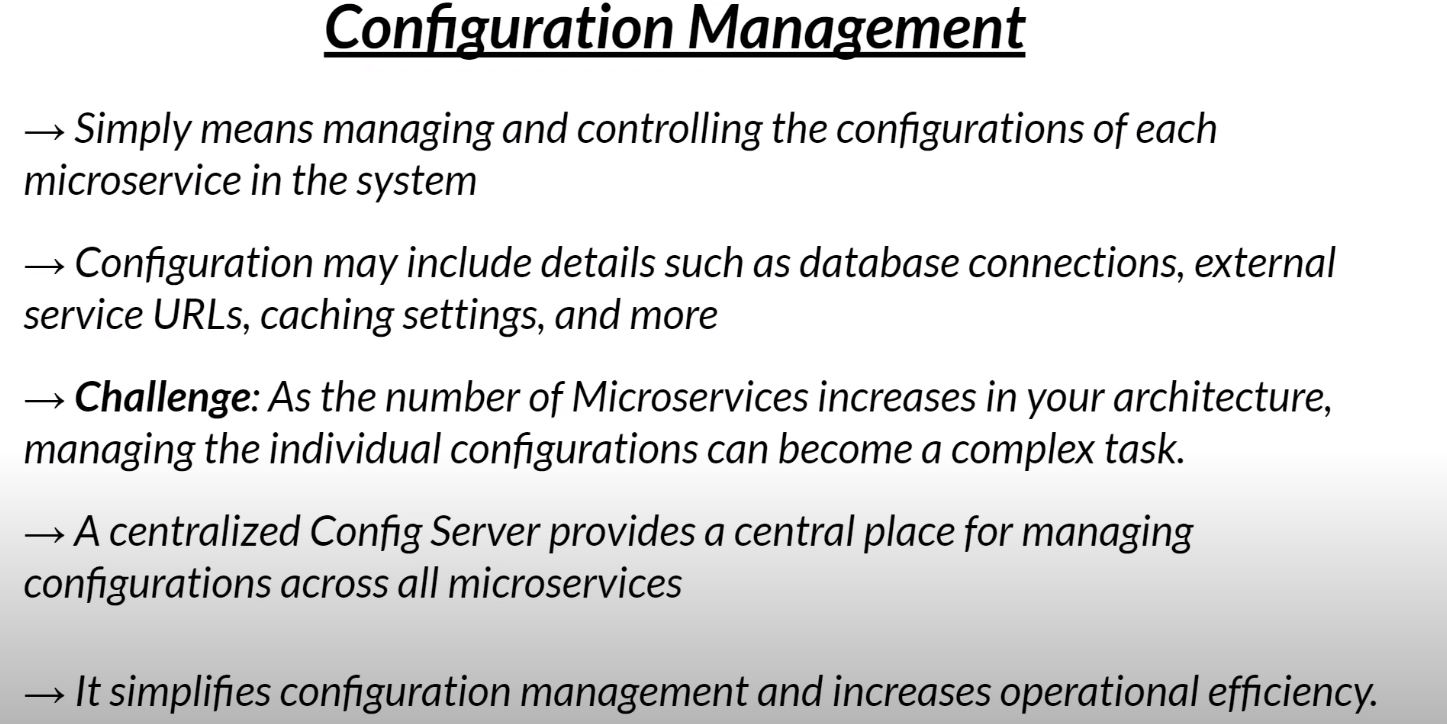 Configuration Management
→ Simply means managing and controlling the configurations of each
microservice in the system
→ Configuration may include details such as database connections, external
service URLs, caching settings, and more
→ Challenge: As the number of Microservices increases in your architecture,
managing the individual configurations can become a complex task.
→ A centralized Config Server provides a central place for managing
configurations across all microservices
→ It simplifies configuration management and increases operational efficiency.